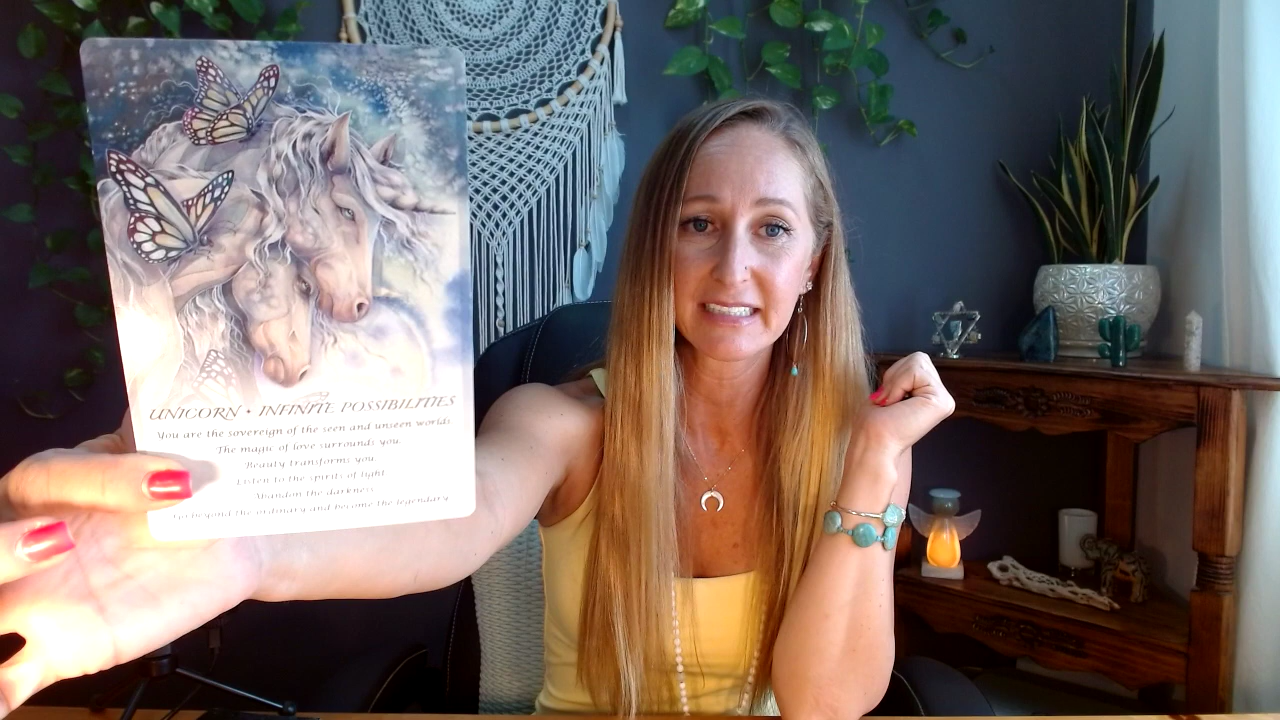 UNICORN • INFINITE POSSIBILITIES
You are the sovereign of the seen and unseen worlds
The magic of love surrounds you.
Beauty transforms you.
Listen to the spirits of light
Abandon the darkness
Go beyond the ordinary and become the legendary